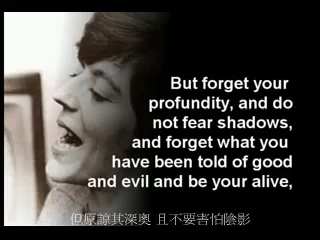 But forget your
profundity, and do
not fear shadows,
and forget what you
have been told of good
and evil and be your alive,
但原諒其深奧 且不要害怕陰影